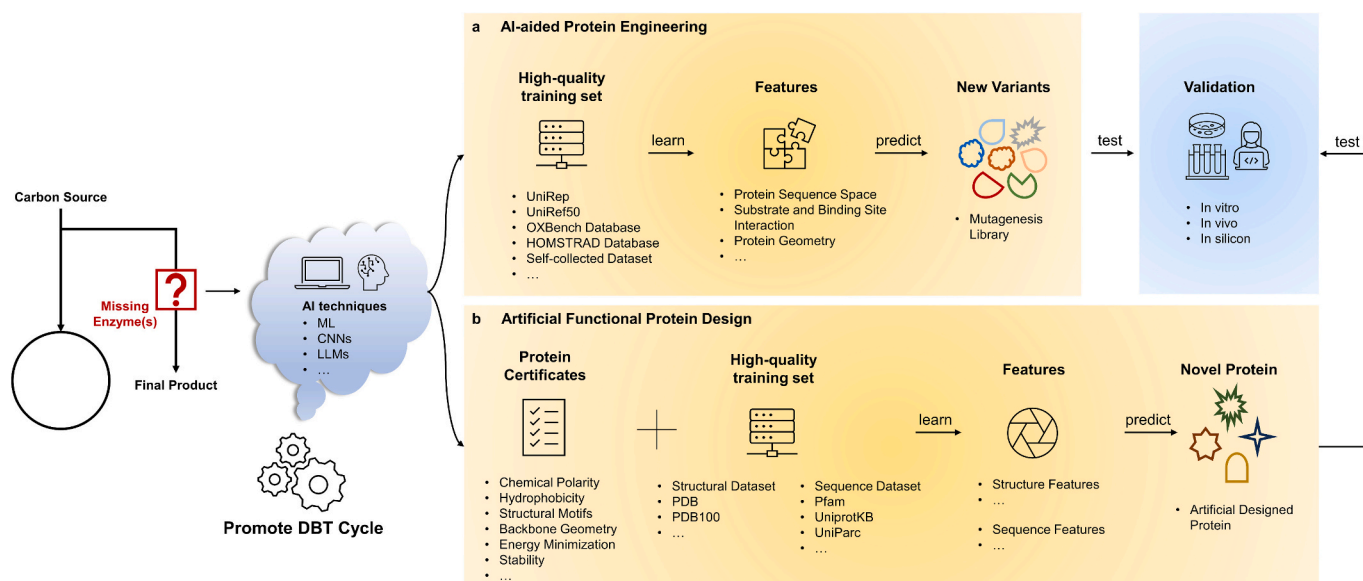 Carbon Source
?
Missing
Enzyme(s)
Final Product
AI techniques
• ML
• CNNs
• LLMs
• …
Promote DBT Cycle
a AI-aided Protein Engineering
High-quality
training set
• UniRep
• UniRef50
• OXBench Database
• HOMSTRAD Database
• Self-collected Dataset
• …
learn
Features
• Protein Sequence Space
• Substrate and Binding Site
Interaction
• Protein Geometry
• …
predict
New Variants
• Mutagenesis
Library
test
Validation
</>
• In vitro
• In vivo
• In silicon
test
b Artificial Functional Protein Design
Protein
Certificates
• Chemical Polarity
• Hydrophobicity
• Structural Motifs
• Backbone Geometry
• Energy Minimization
• Stability
• …
High-quality
training set
• Structural Dataset
• PDB
• PDB100
• …
• Sequence Dataset
• Pfam
• UniprotKB
• UniParc
• …
learn
Features
• Structure Features
• …
• Sequence Features
• …
predict
Novel Protein
• Artificial Designed
Protein